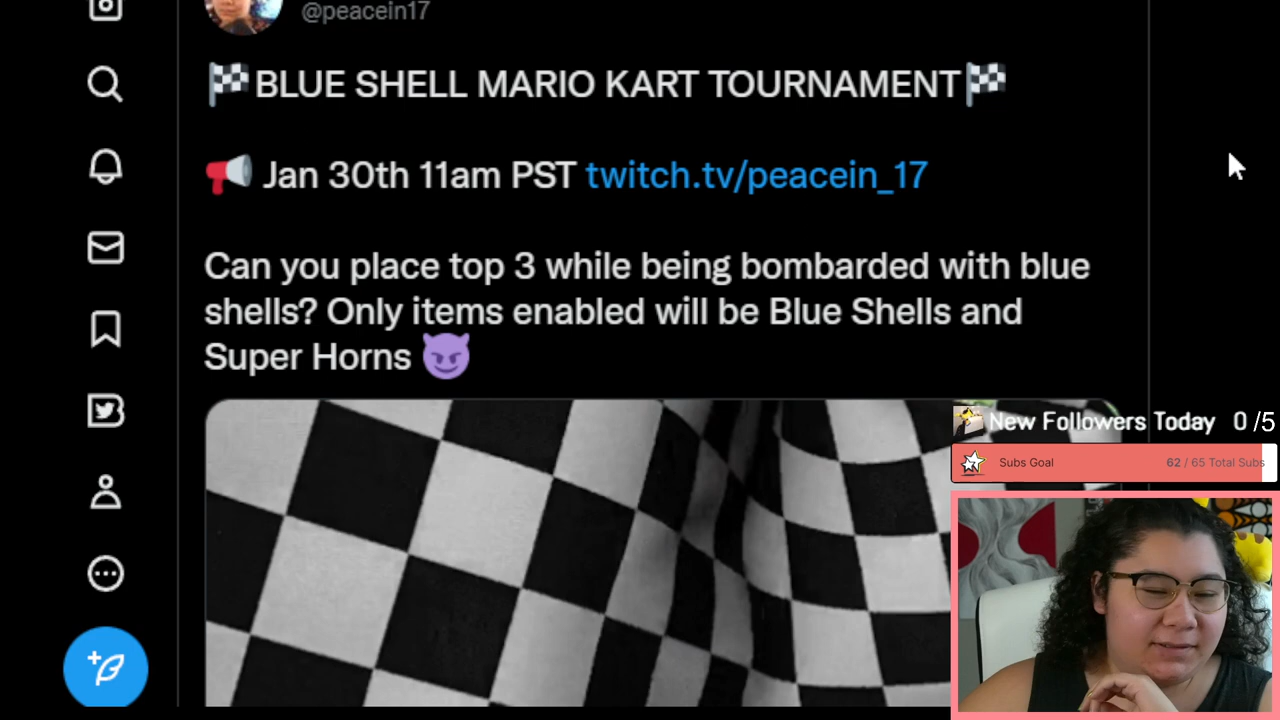 @peacein17
🏁BLUE SHELL MARIO KART TOURNAMENT🏁
📢 Jan 30th 11am PST twitch.tv/peacein_17
Can you place top 3 while being bombarded with blue
shells? Only items enabled will be Blue Shells and
Super Horns 😈
New Followers Today 0 /5
Subs Goal 62 / 65 Total Subs